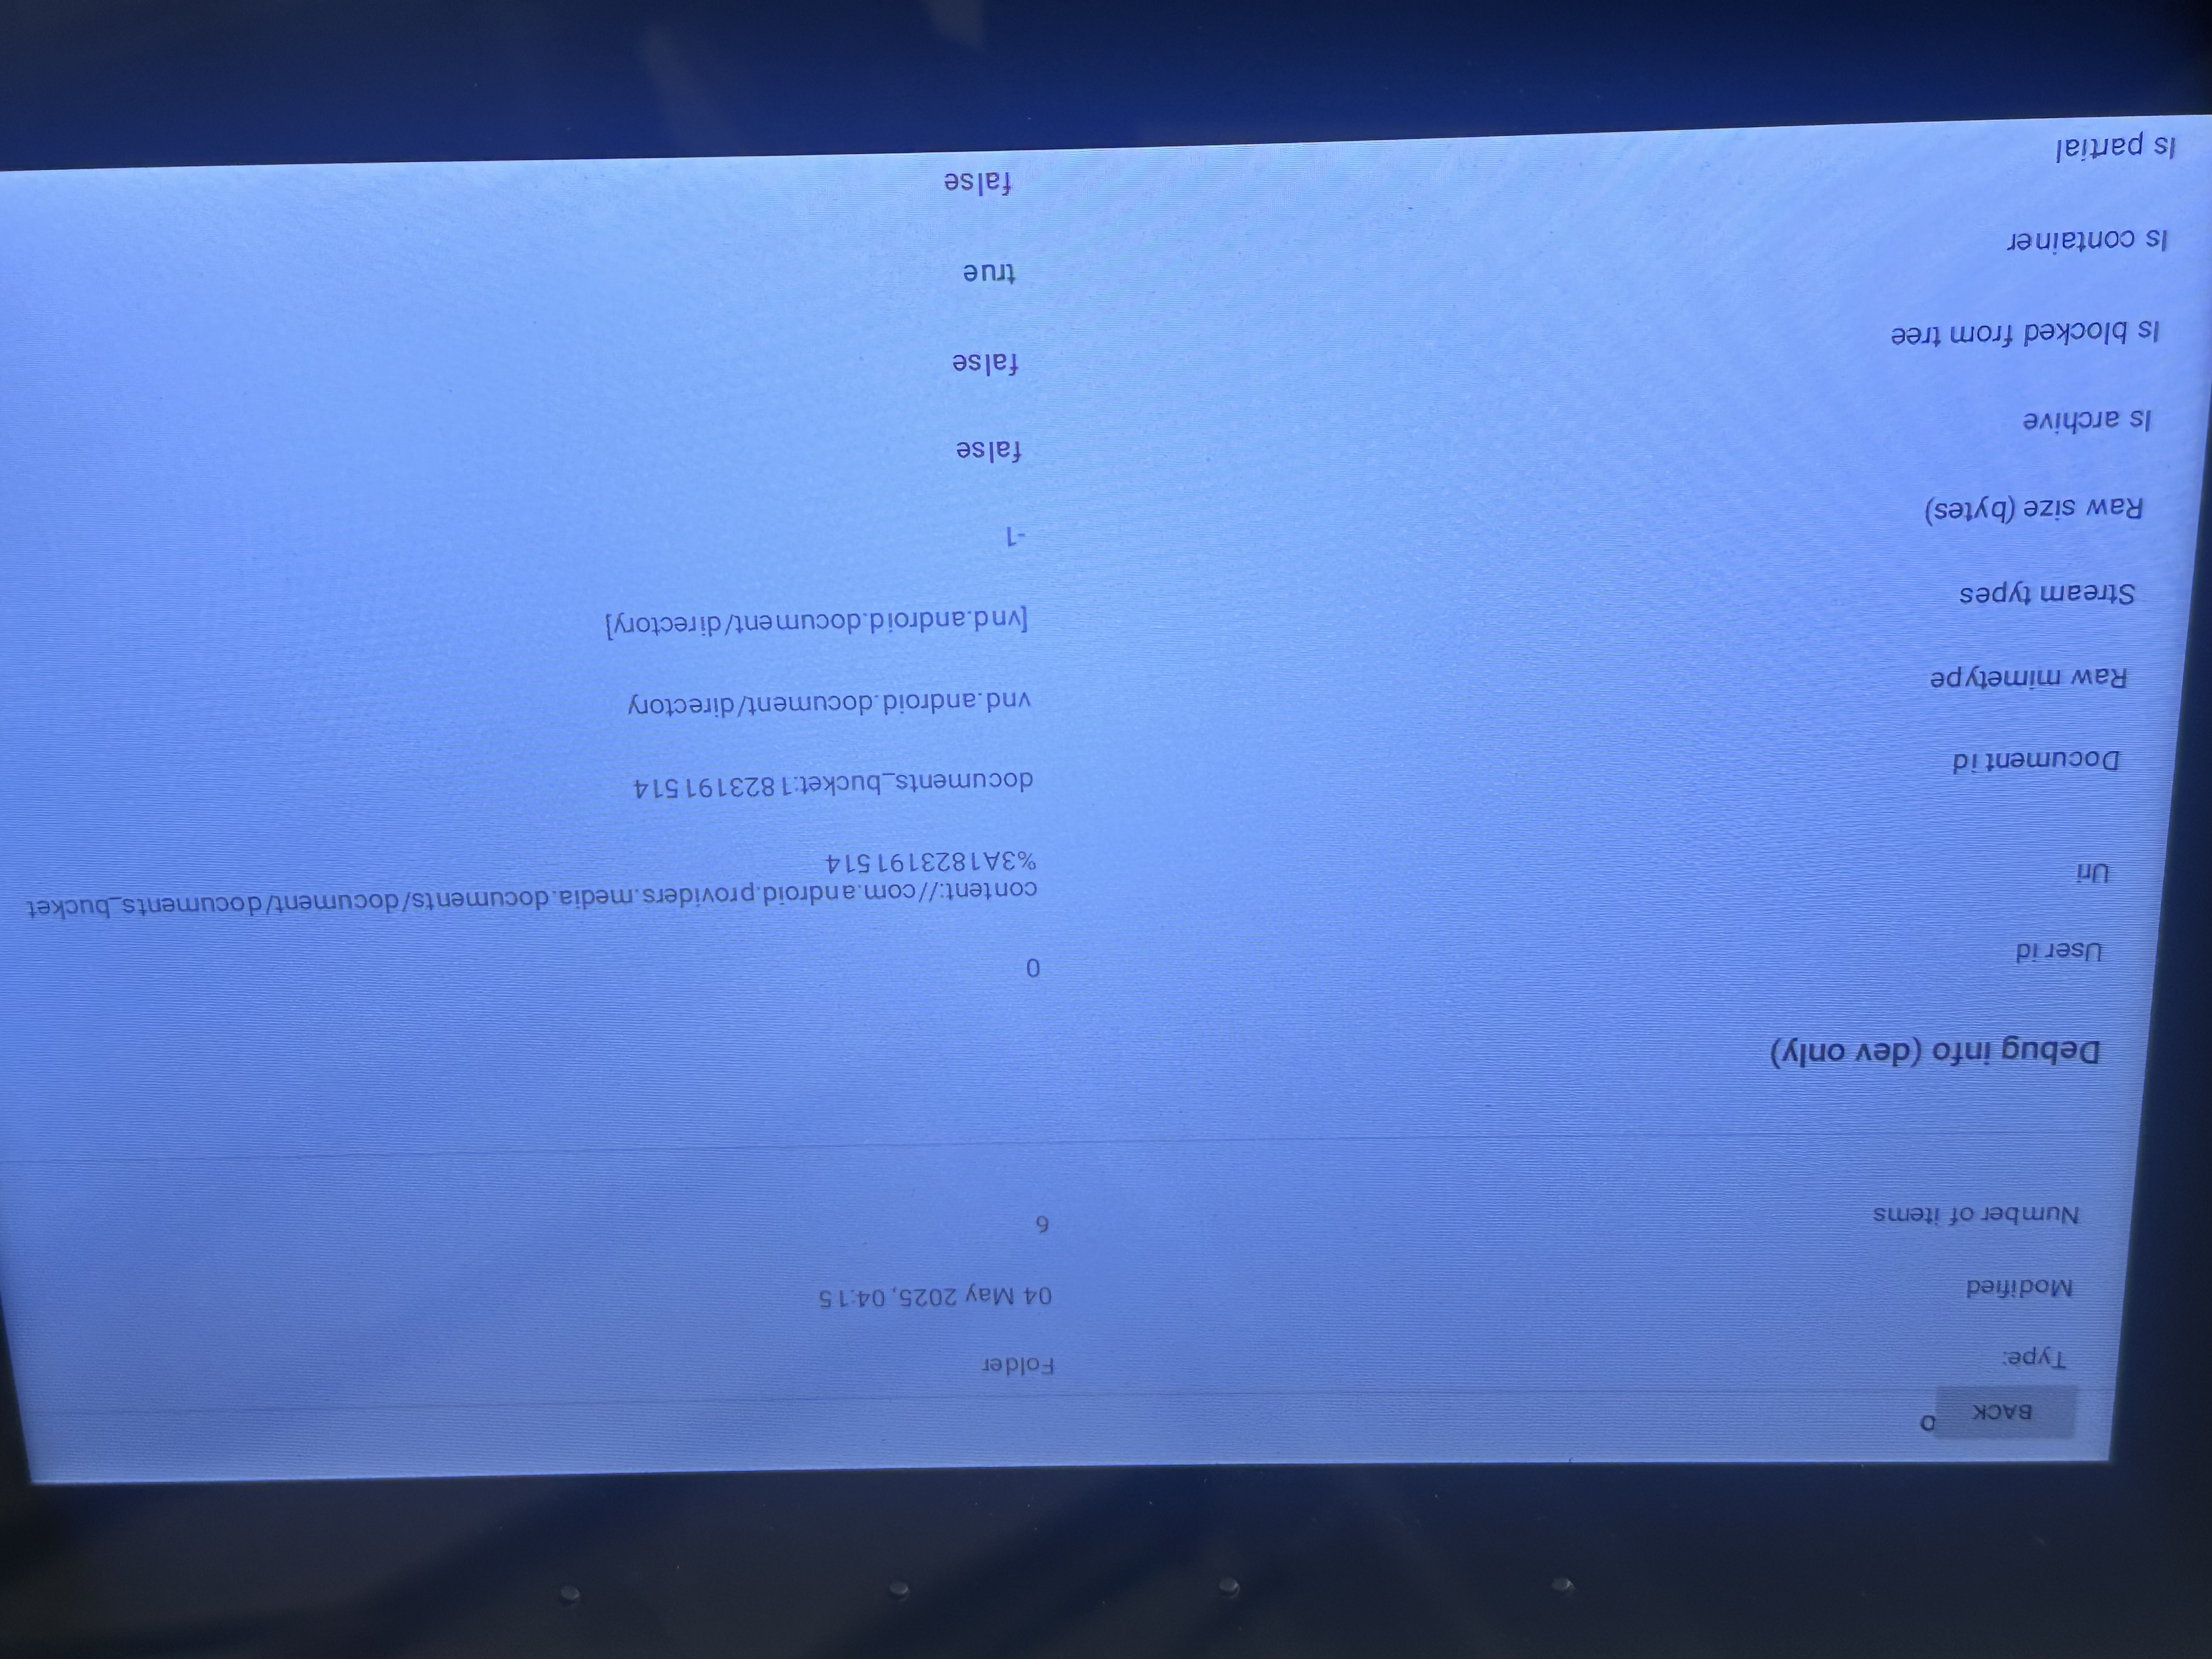 BACK o
Type: Folder
Modified 04 May 2025, 04:15
Number of items 6
Debug info (dev only)
User id 0
Uri content://com.android.providers.media.documents/document/documents_bucket
%3A1823191514
Document id documents_bucket:1823191514
Raw mimetype vnd.android.document/directory
Stream types [vnd.android.document/directory]
Raw size (bytes) -1
Is archive false
Is blocked from tree false
Is container true
Is partial false